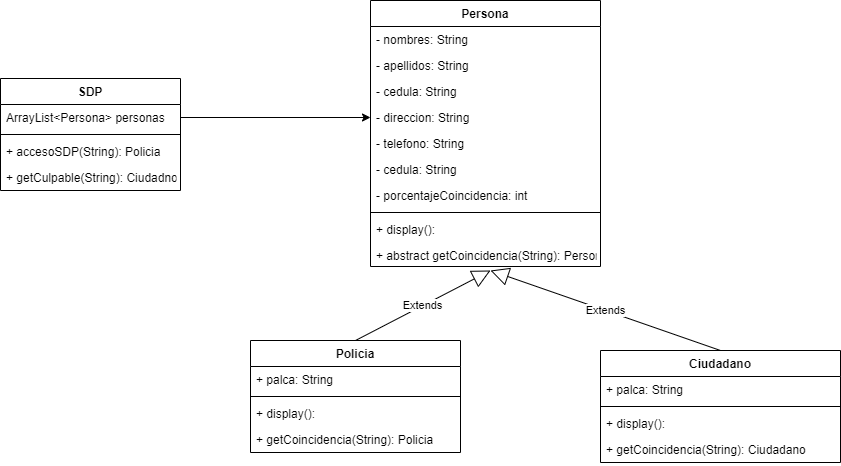 Persona
- nombres: String
- apellidos: String
- cedula: String
- direccion: String
- telefono: String
- cedula: String
- porcentajeCoincidencia: int
+ display():
+ abstract getCoincidencia(String): Person
SDP
ArrayList<Persona> personas
+ accesoSDP(String): Policia
+ getCulpable(String): Ciudadno
Extends
Extends
Policia
+ palca: String
+ display():
+ getCoincidencia(String): Policia
Ciudadano
+ palca: String
+ display():
+ getCoincidencia(String): Ciudadano